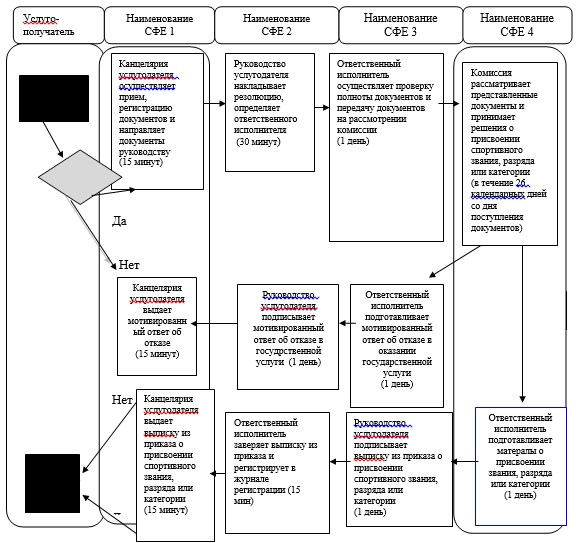 Услуго-
получатель
Наименование
СФЕ 1
Наименование
СФЕ 2
Наименование
СФЕ 3
Наименование
СФЕ 4
Канцелярия
услугодателя
осуществляет
прием,
регистрацию
документов и
направляет
документы
руководству
(15 минут)
Руководство
услугодателя
накладывает
резолюцию,
определяет
ответственного
исполнителя
(30 минут)
Ответственный
исполнитель
осуществляет проверку
полноты документов и
передачу документов
на рассмотрении
комиссии
(1 день)
Комиссия
рассматривает
представленные
документы и
принимает
решения о
присвоении
спортивного
звания, разряда
или категории
(в течение 26
календарных дней
со дня
поступления
документов)
Да
Нет
Канцелярия
услугодателя
выдает
мотивированн
ый ответ об
отказе
(15 минут)
Руководство
услугодателя
подписывает
мотивированный
ответ об отказе в
госудрственной
услуги (1 день)
Ответственный
исполнитель
подготавливает
мотивированный
ответ об отказе в
оказании
государственной
услуги
(1 день)
Нет
Канцелярия
услугодателя
выдает
выписку из
приказа о
присвоении
спортивного
звания,
разряда или
категории
(15 минут)
Ответственный
исполнитель
заверяет выписку из
приказа и
регистрирует в
журнале
регистрации (15
мин)
Руководство
услугодателя
подписывает
выписку из приказа о
присвоении
спортивного звания,
разряда или категории
(1 день)
Ответственный
исполнитель
подготавливает
матералы о
присвоении
звания, разряда
или категории
(1 день)